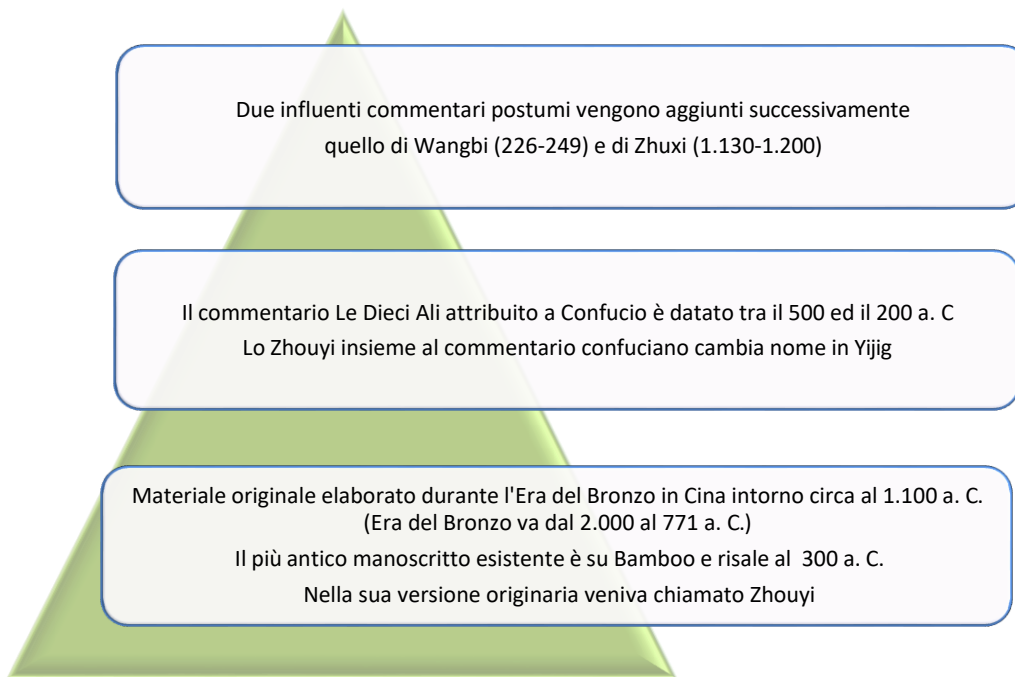 Due influenti commentari postumi vengono aggiunti successivamente
quello di Wangbi (226-249) e di Zhuxi (1.130-1.200)
Il commentario Le Dieci Ali attribuito a Confucio è datato tra il 500 ed il 200 a. C
Lo Zhouyi insieme al commentario confuciano cambia nome in Yijig
Materiale originale elaborato durante l'Era del Bronzo in Cina intorno circa al 1.100 a. C.
(Era del Bronzo va dal 2.000 al 771 a. C.)
Il più antico manoscritto esistente è su Bamboo e risale al 300 a. C.
Nella sua versione originaria veniva chiamato Zhouyi